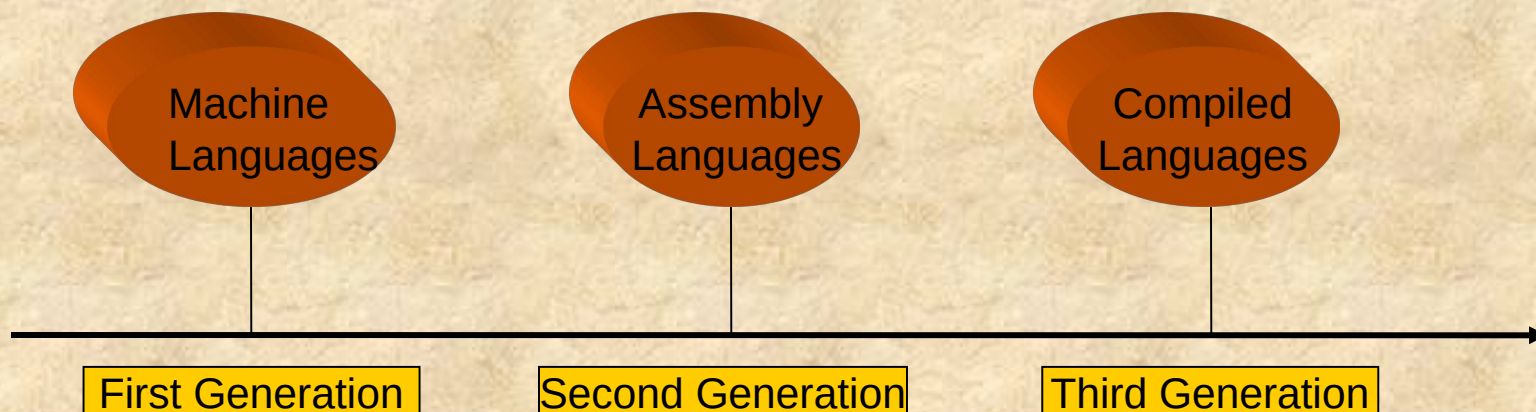 Machine
Languages
Assembly
Languages
Compiled
Languages
First Generation
Second Generation
Third Generation